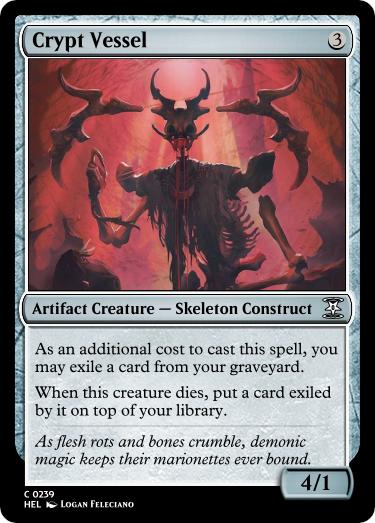 Crypt Vessel 3
Artifact Creature — Skeleton Construct
As an additional cost to cast this spell, you
may exile a card from your graveyard.
When this creature dies, put a card exiled
by it on top of your library.
As flesh rots and bones crumble, demonic
magic keeps their marionettes ever bound.
4/1
C 0239
HEL Logan Feleciano